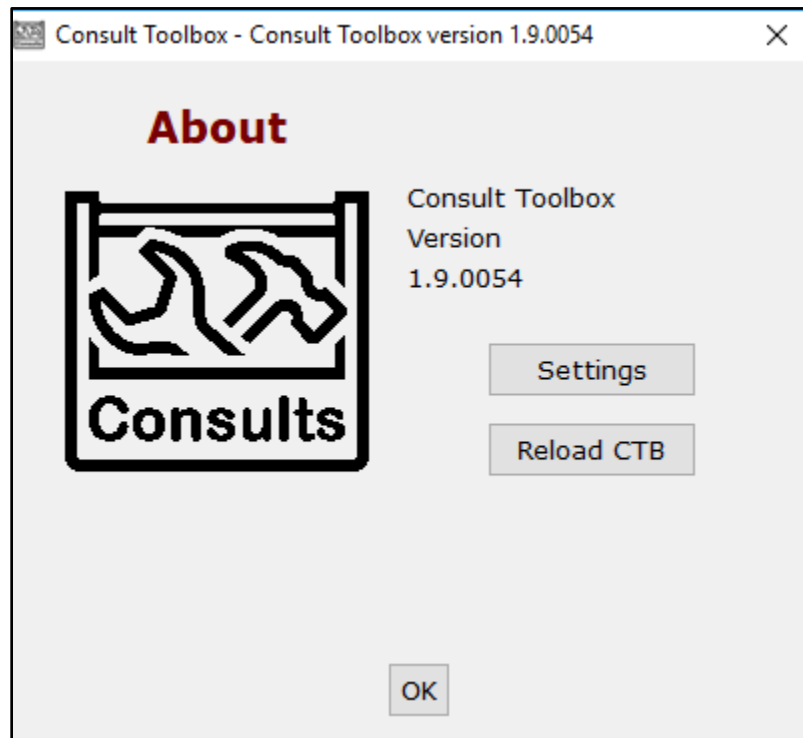 Consult Toolbox - Consult Toolbox version 1.9.0054
About
Consult Toolbox
Version
1.9.0054
Settings
Reload CTB
Consults
OK